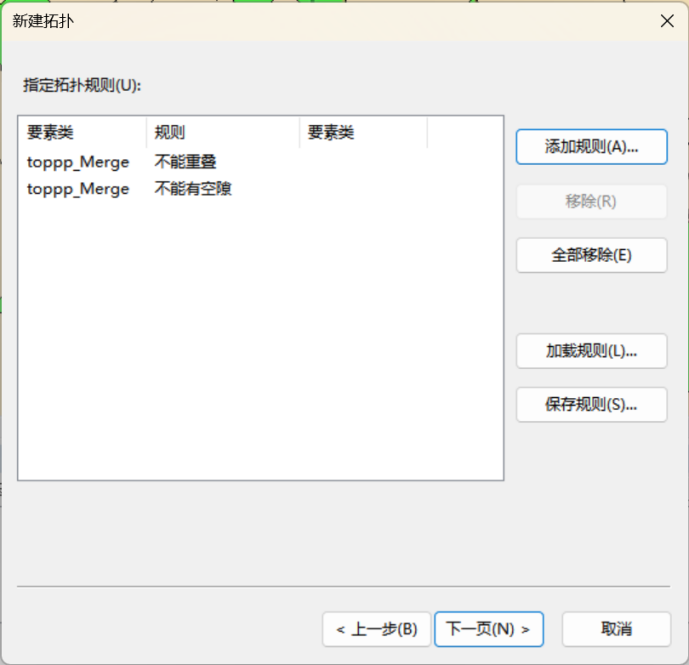 新建拓扑
指定拓扑规则(U):
要素类 规则 要素类
toppp_Merge 不能重叠
toppp_Merge 不能有空隙
添加规则(A)...
移除(R)
全部移除(E)
加载规则(L)...
保存规则(S)...
< 上一步(B) 下一页(N) > 取消